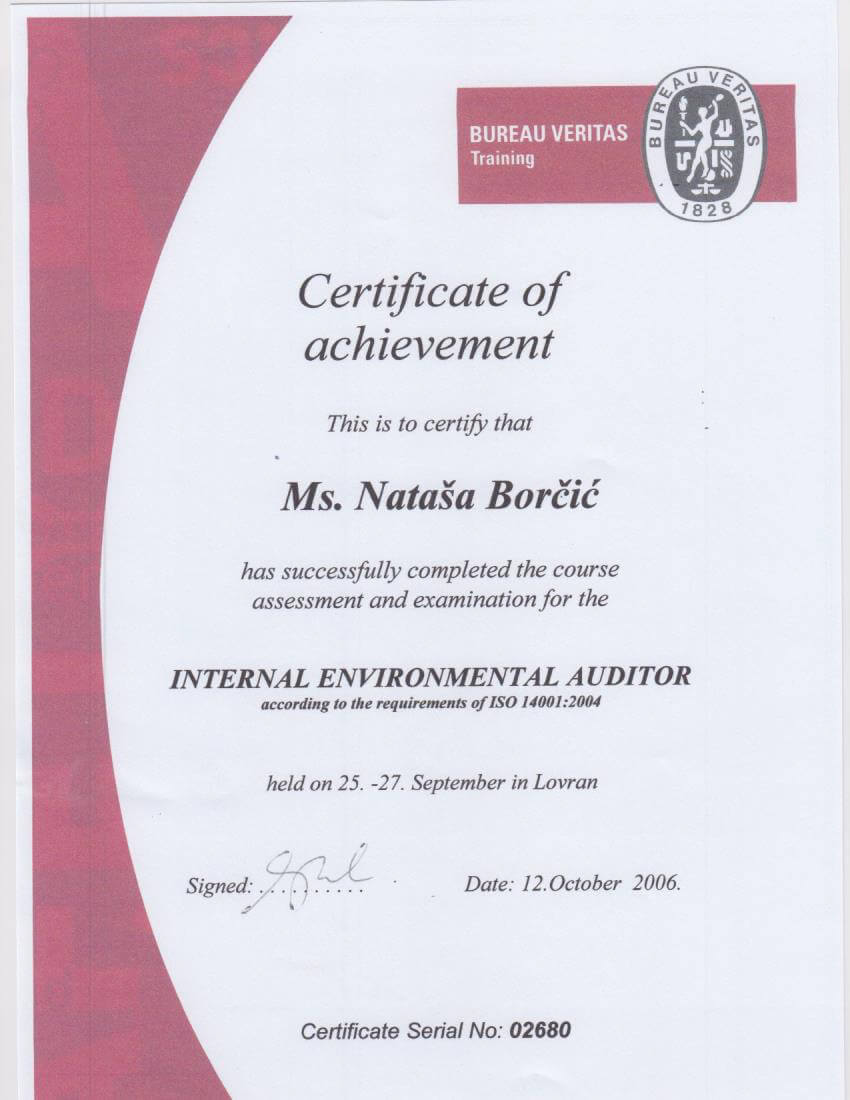 BUREAU VERITAS
Training
BUREAU VERITAS
1828
Certificate of
achievement
This is to certify that
Ms. Nataša Borčić
has successfully completed the course
assessment and examination for the
INTERNAL ENVIRONMENTAL AUDITOR
according to the requirements of ISO 14001:2004
held on 25. -27. September in Lovran
Signed: ..........
Date: 12.October 2006.
Certificate Serial No: 02680